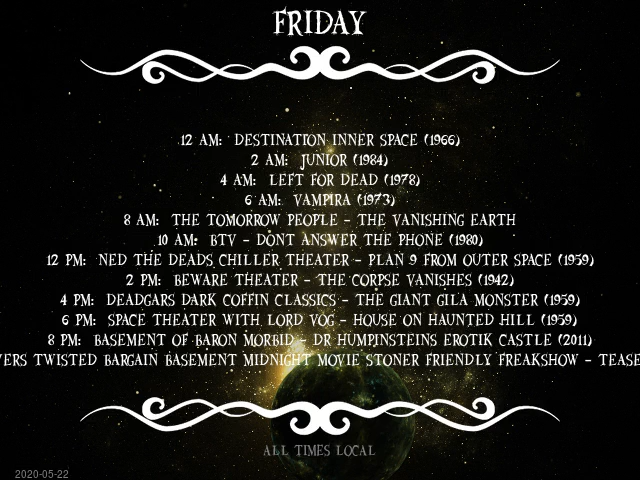 FRIDAY
12 AM: DESTINATION INNER SPACE (1966)
2 AM: JUNIOR (1984)
4 AM: LEFT FOR DEAD (1978)
6 AM: VAMPIRA (1973)
8 AM: THE TOMORROW PEOPLE - THE VANISHING EARTH
10 AM: BTV - DONT ANSWER THE PHONE (1980)
12 PM: NED THE DEADS CHILLER THEATER - PLAN 9 FROM OUTER SPACE (1959)
2 PM: BEWARE THEATER - THE CORPSE VANISHES (1942)
4 PM: DEADGARS DARK COFFIN CLASSICS - THE GIANT GILA MONSTER (1959)
6 PM: SPACE THEATER WITH LORD VOG - HOUSE ON HAUNTED HILL (1959)
8 PM: BASEMENT OF BARON MORBID - DR HUMPINSTEINS EROTIK CASTLE (2011)
TWISTED BARGAIN BASEMENT MIDNIGHT MOVIE STONER FRIENDLY FREAKSHOW -
ALL TIMES LOCAL
2020-05-22